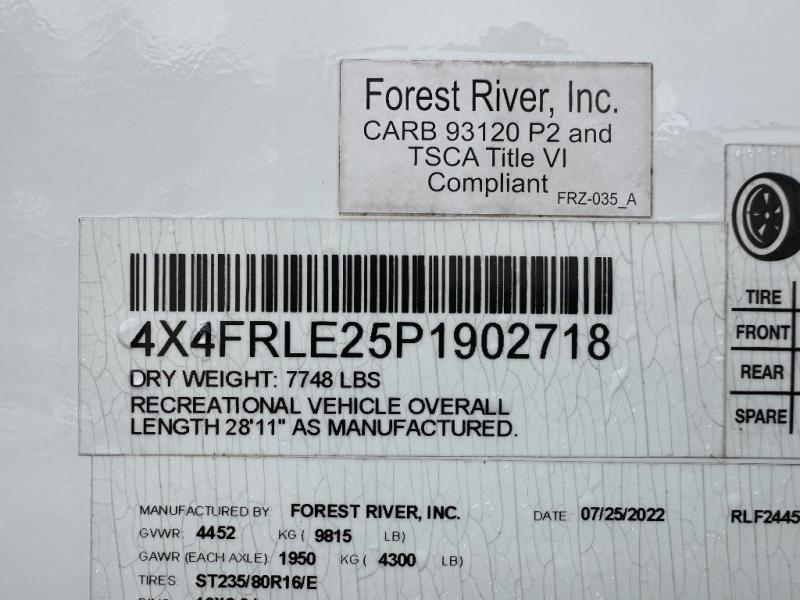 Forest River, Inc.
CARB 93120 P2 and
TSCA Title VI
Compliant
FRZ-035_A
4X4FRLE25P1902718
DRY WEIGHT: 7748 LBS
RECREATIONAL VEHICLE OVERALL
LENGTH 28'11" AS MANUFACTURED.
TIRE
FRONT
REAR
SPARE
MANUFACTURED BY FOREST RIVER, INC. DATE: 07/25/2022 RLF2445
GVWR: 4452 KG ( 9815 LB)
GAWR (EACH AXLE) 1950 KG ( 4300 LB)
TIRES: ST235/80R16/E